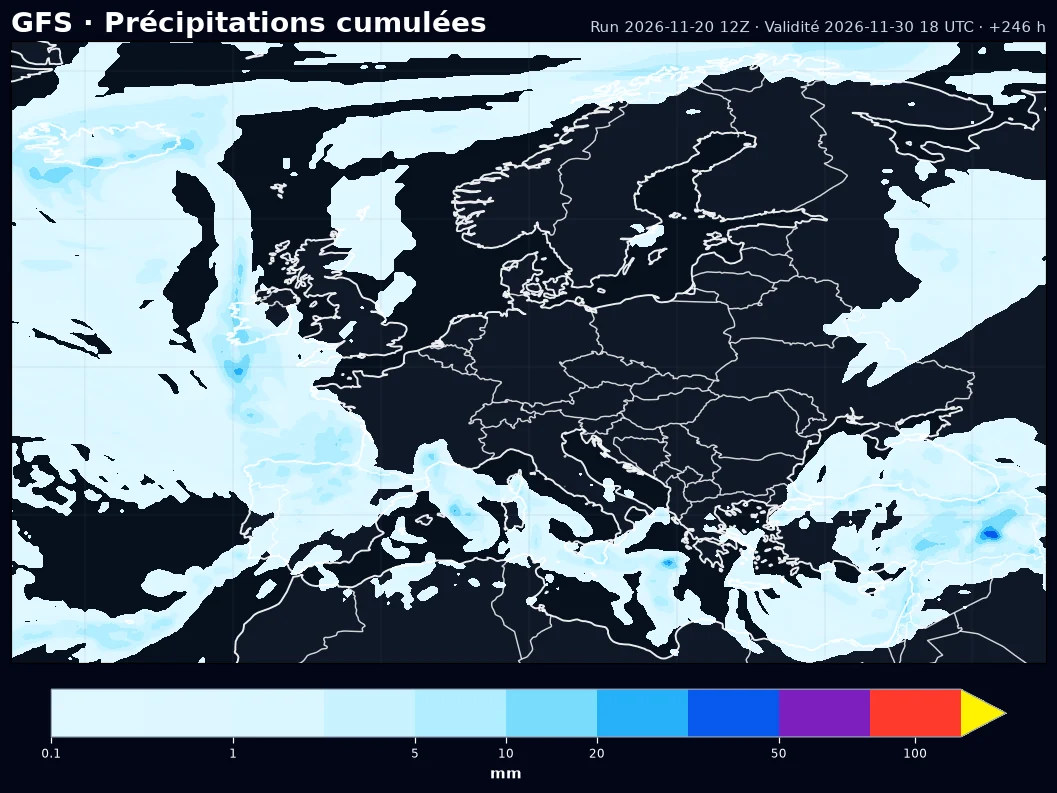 GFS · Précipitations cumulées
Run 2026-11-20 12Z · Validité 2026-11-30 18 UTC · +246 h
0.1 1 5 10 20 50 100
mm